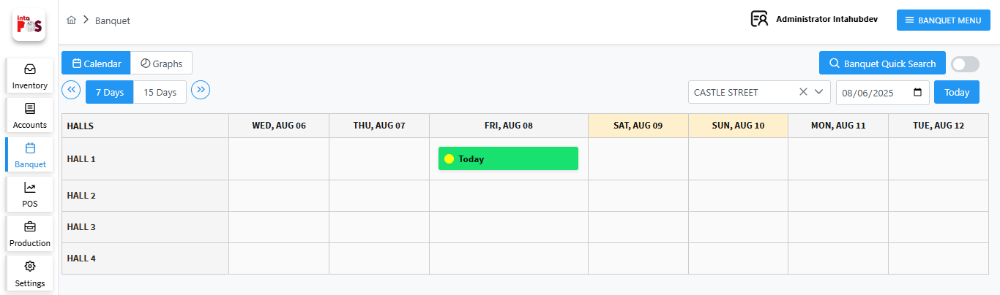 inta
POS
Banquet
Administrator Intahubdev
BANQUET MENU
Inventory
Accounts
Banquet
POS
Production
Settings
Calendar
Graphs
Banquet Quick Search
7 Days
15 Days
CASTLE STREET
08/06/2025
Today
HALLS WED, AUG 06 THU, AUG 07 FRI, AUG 08 SAT, AUG 09 SUN, AUG 10 MON, AUG 11 TUE, AUG 12
HALL 1 Today
HALL 2
HALL 3
HALL 4